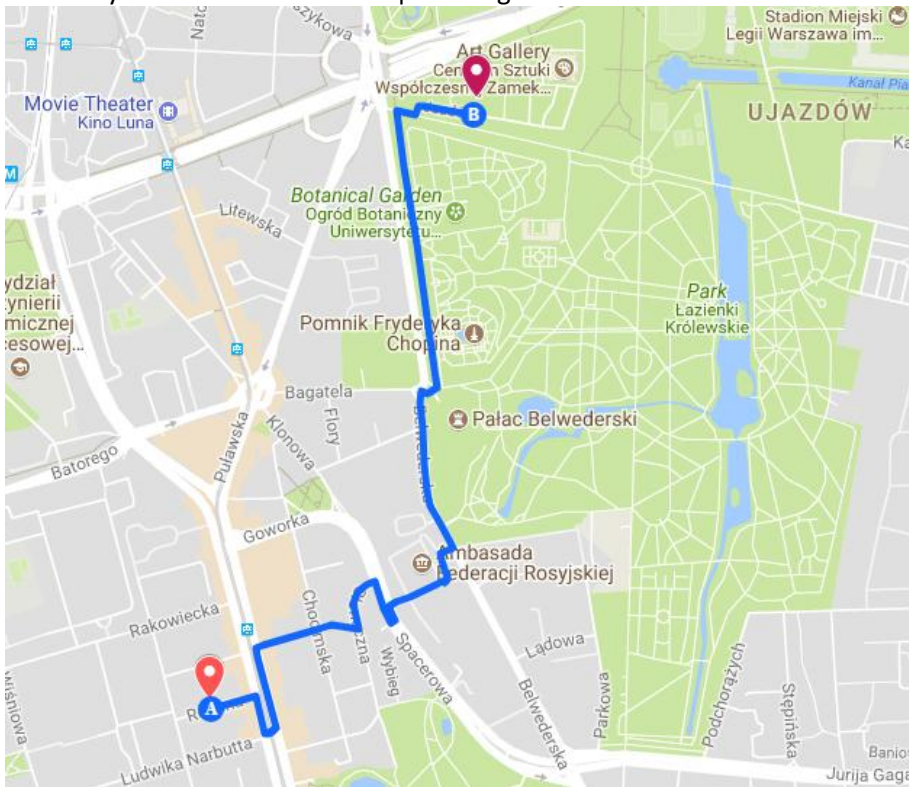 Stadion Miejski
Legii Warszawa im...
Art Gallery
Sztuki
Zamek...
Kanał Pia
UJAZDÓW
Movie Theater
Kino Luna
M
B
Botanical Garden
Ogród Botaniczny
Uniwersytetu...
Litewska
ydział
ynierii
micznej
cesowej...
Park
Łazienki
Królewskie
Pomnik Fryderyka
Chopina
Bagatela
Flory
Belwederska
Pałac Belwederski
Klonowa
Puławska
Batorego
Goworka
Ambasada
Federacji Rosyjskiej
Rakowiecka
Chocimska
Spacerowa
Wybieg
Lądowa
Belwederska
Parkowa
Podchorążych
Stępińska
Wiśniowa
A
Ludwika Narbutta
Banio
Jurija Gaga